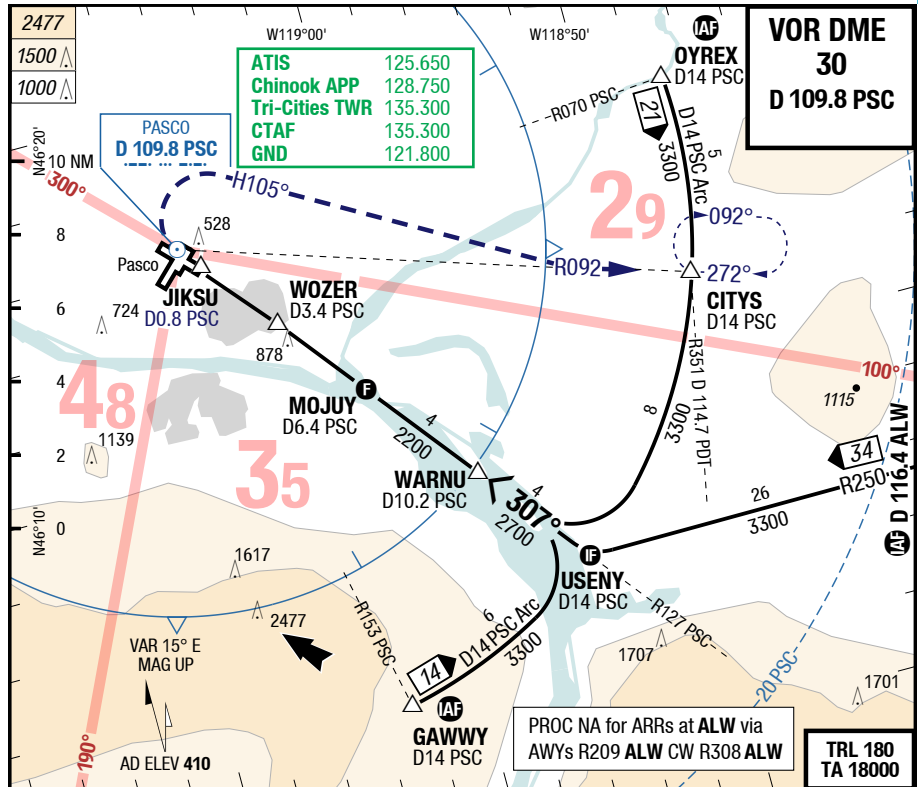 2477
1500
1000
W119°00'
W118°50'
ATIS 125.650
Chinook APP 128.750
Tri-Cities TWR 135.300
CTAF 135.300
GND 121.800
IAF
OYREX
D14 PSC
VOR DME
30
D 109.8 PSC
PASCO
D 109.8 PSC
N46°20'
10 NM
8
6
4
2
0
N46°10'
300°
H105°
R070 PSC
21
3300
D14 PSC Arc
5
29
092°
R092
272°
CITYS
D14 PSC
528
Pasco
JIKSU
D0.8 PSC
WOZER
D3.4 PSC
724
878
48
MOJUY
D6.4 PSC
F
4
2200
R351 D 114.7 PDT
8
3300
100°
1115
1139
35
WARNU
D10.2 PSC
4
307°
2700
34
R250
26
3300
IAF D 116.4 ALW
IF
USENY
D14 PSC
1617
2477
R153 PSC
6
D14 PSC Arc
3300
R127 PSC
1707
20 PSC
1701
VAR 15° E
MAG UP
14
IAF
GAWWY
D14 PSC
AD ELEV 410
190°
PROC NA for ARRs at ALW via
AWYs R209 ALW CW R308 ALW
TRL 180
TA 18000